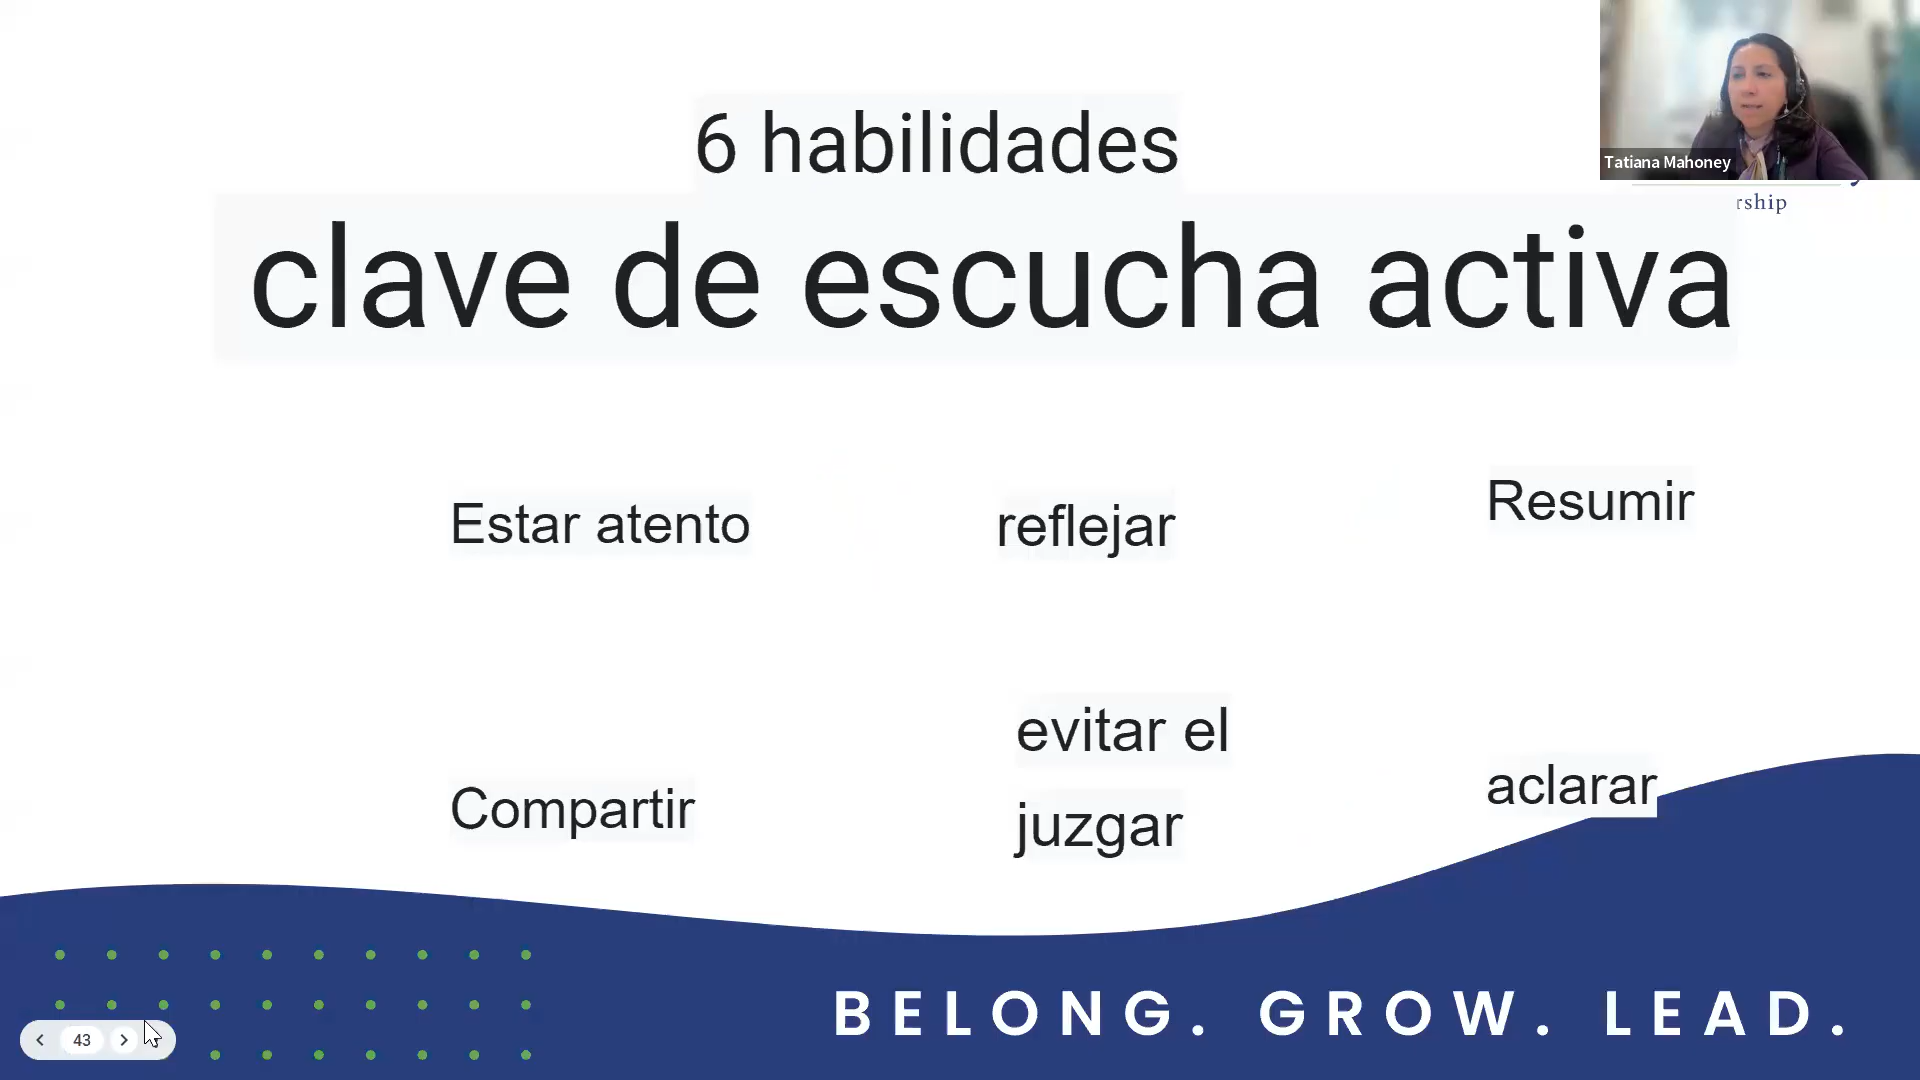 Tatiana Mahoney
6 habilidades
clave de escucha activa
Estar atento
reflejar
Resumir
Compartir
evitar el
juzgar
aclarar
43
BELONG. GROW. LEAD.